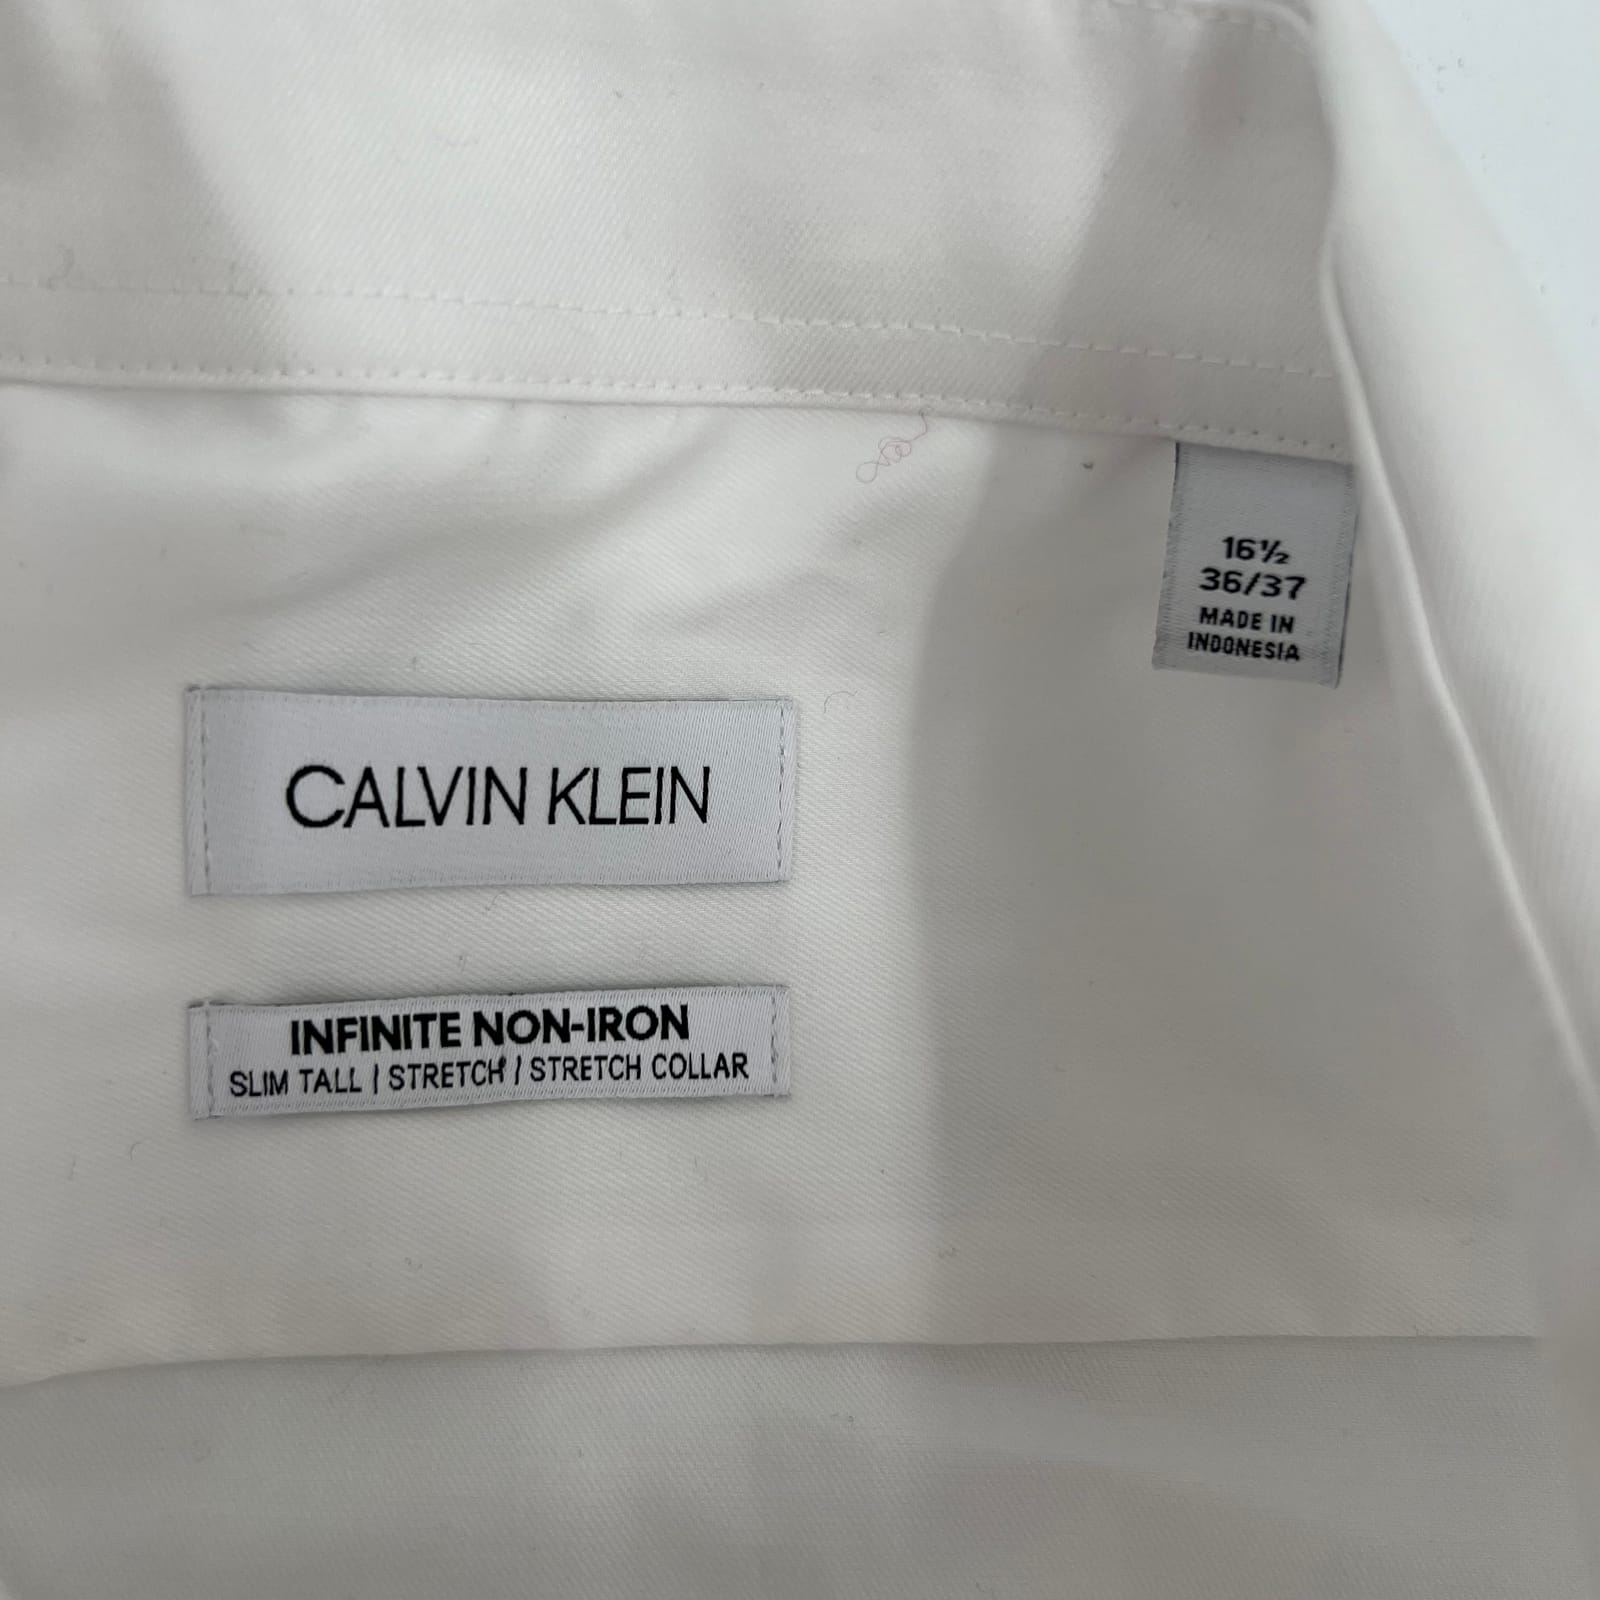 16½
36/37
MADE IN
INDONESIA
CALVIN KLEIN
INFINITE NON-IRON
SLIM TALL | STRETCH | STRETCH COLLAR